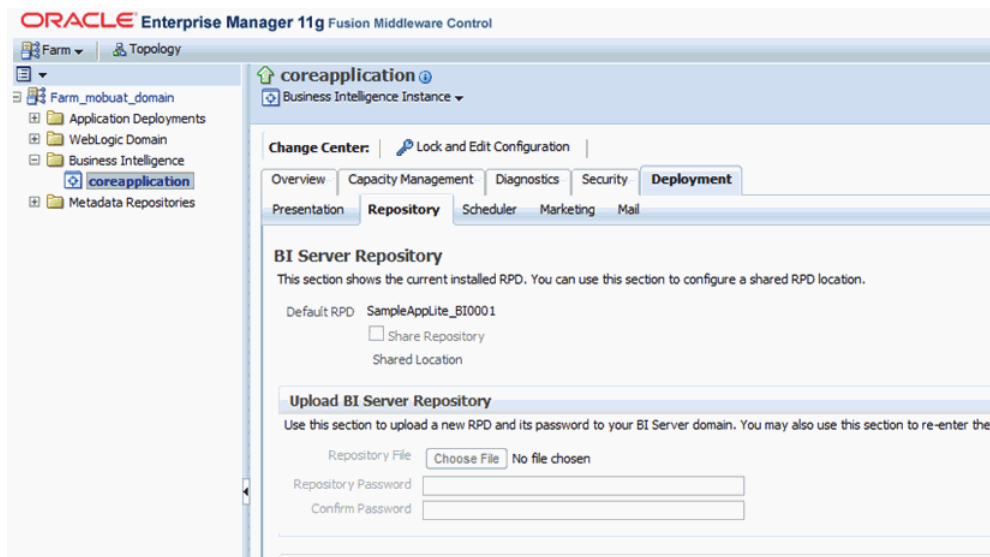 ORACLE Enterprise Manager 11g Fusion Middleware Control
Farm Topology
Farm_mobuat_domain
Application Deployments
WebLogic Domain
Business Intelligence
coreapplication
Metadata Repositories
coreapplication
Business Intelligence Instance
Change Center: Lock and Edit Configuration
Overview Capacity Management Diagnostics Security Deployment
Presentation Repository Scheduler Marketing Mail
BI Server Repository
This section shows the current installed RPD. You can use this section to configure a shared RPD location.
Default RPD SampleAppLite_BI0001
Share Repository
Shared Location
Upload BI Server Repository
Use this section to upload a new RPD and its password to your BI Server domain. You may also use this section to re-enter the
Repository File Choose File No file chosen
Repository Password
Confirm Password